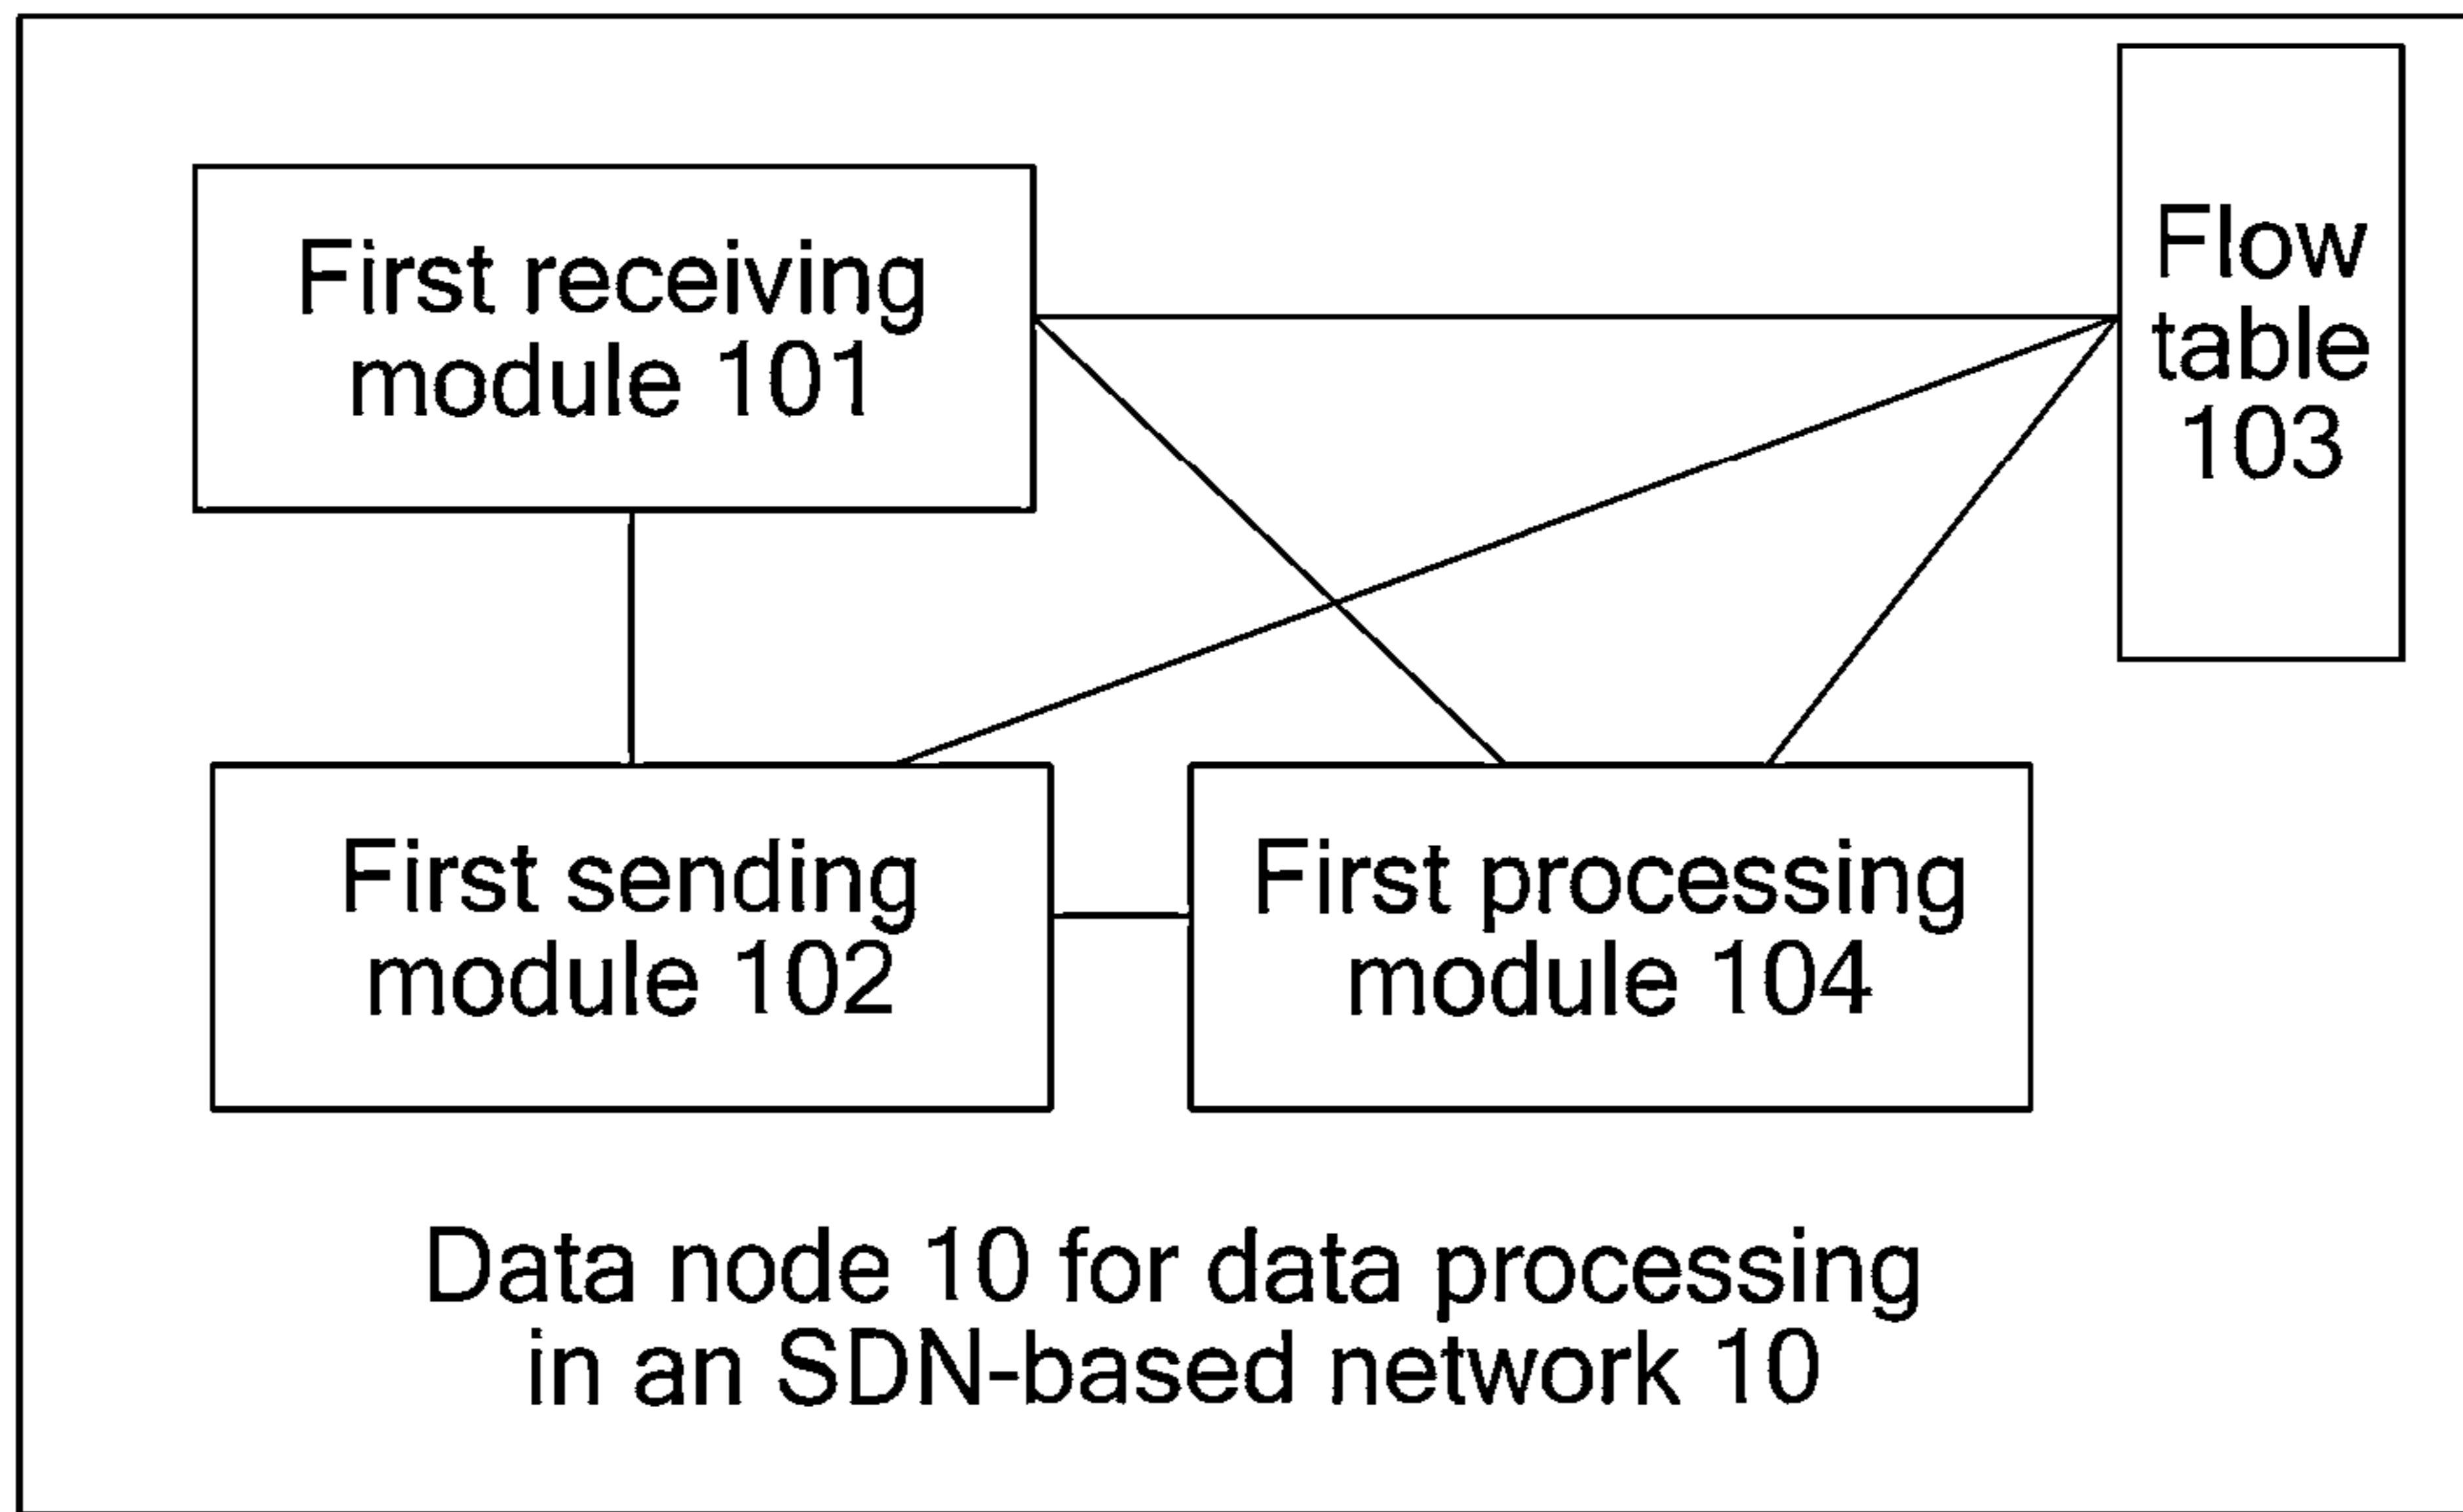 First receiving
module 101
Flow
table
103
First sending
module 102
First processing
module 104
Data node 10 for data processing
in an SDN-based network 10